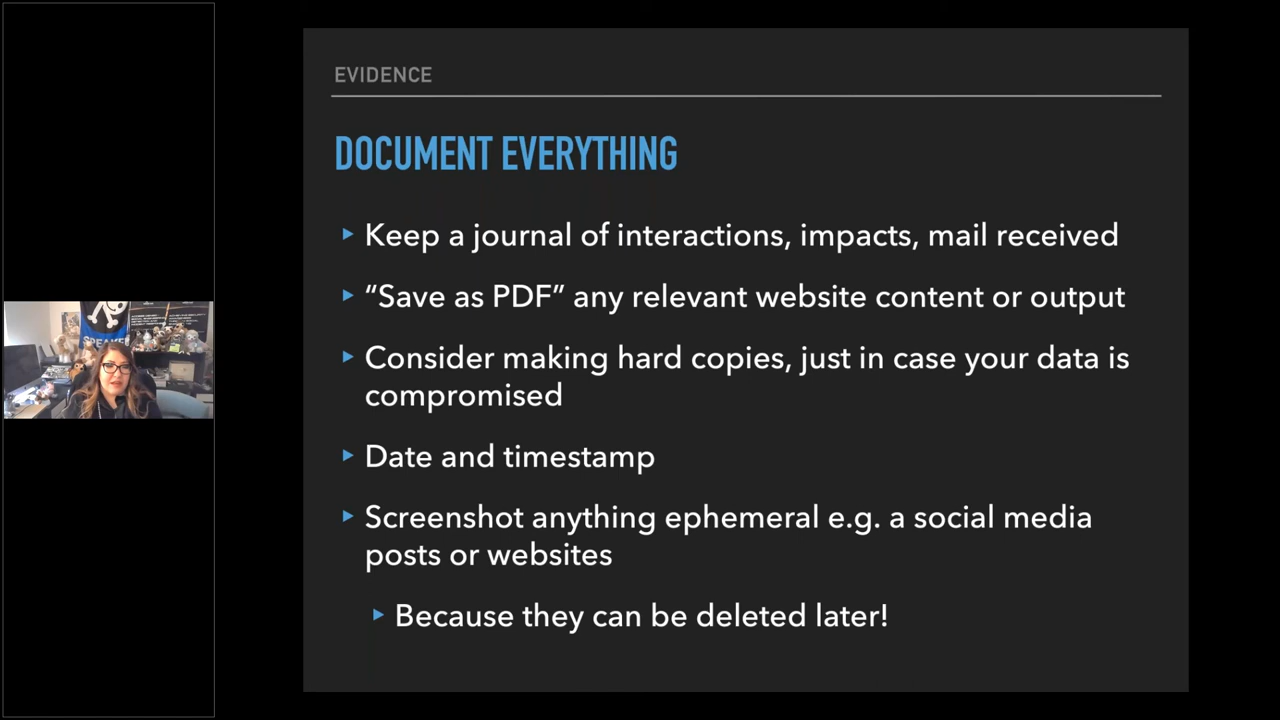 EVIDENCE
DOCUMENT EVERYTHING
▸ Keep a journal of interactions, impacts, mail received
▸ “Save as PDF” any relevant website content or output
▸ Consider making hard copies, just in case your data is
compromised
▸ Date and timestamp
▸ Screenshot anything ephemeral e.g. a social media
posts or websites
▸ Because they can be deleted later!
SPEAKER